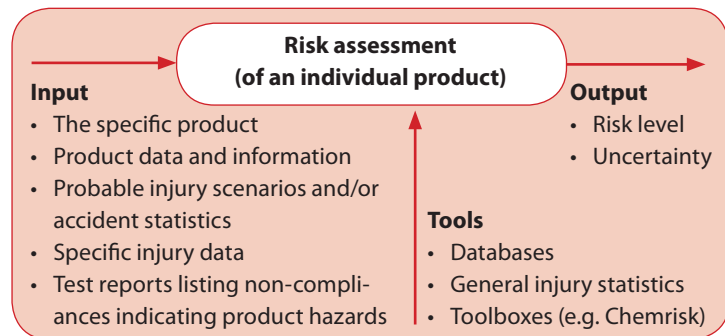 Risk assessment
(of an individual product)
Input
• The specific product
• Product data and information
• Probable injury scenarios and/or
accident statistics
• Specific injury data
• Test reports listing non-compli-
ances indicating product hazards
Tools
• Databases
• General injury statistics
• Toolboxes (e.g. Chemrisk)
Output
• Risk level
• Uncertainty